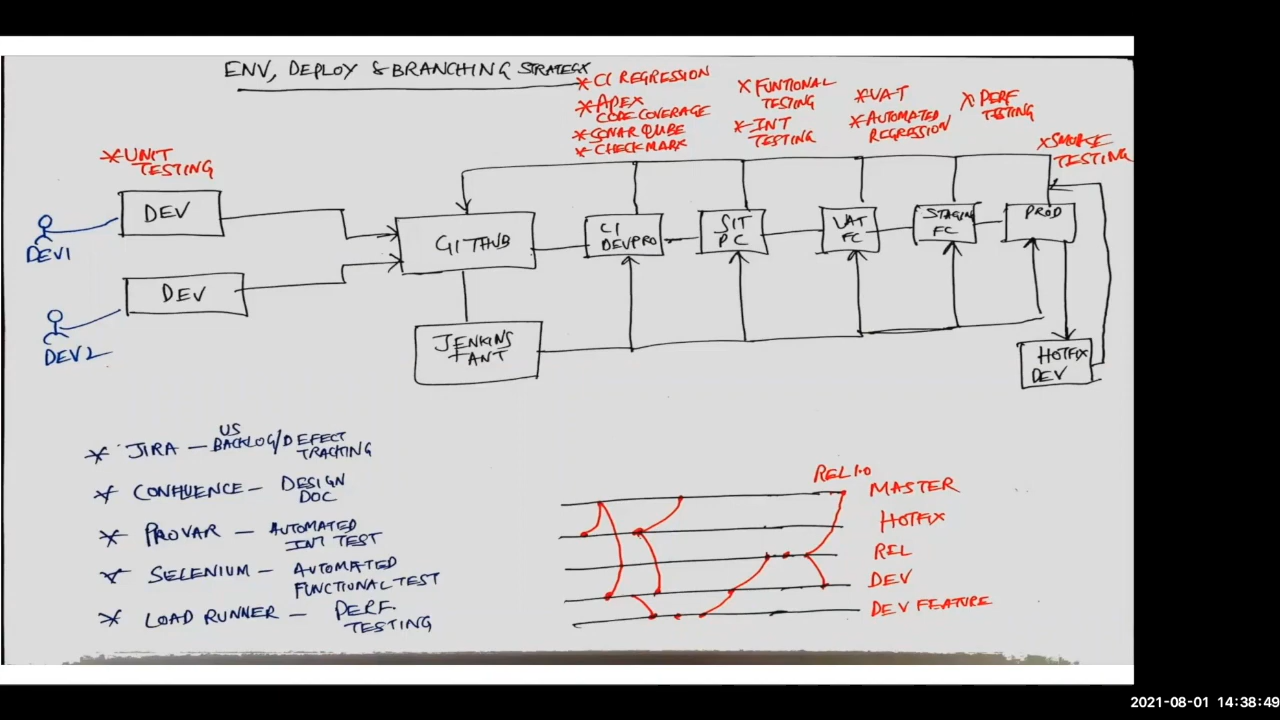 ENV, DEPLOY & BRANCHING STRATEGY
* CI REGRESSION
* APEX
CODE COVERAGE
* SONAR QUBE
* CHECKMARK
* FUNTIONAL
TESTING
* INT
TESTING
* UAT
* AUTOMATED
REGRESSION
* PERF
TESTING
* SMOKE
TESTING
* UNIT
TESTING
DEV
DEV1
DEV
DEV2
GITHUB
CI
DEVPRO
SIT
PC
UAT
FC
STAGING
FC
PROD
JENKINS
+ ANT
HOTFIX
DEV
US
* JIRA - BACKLOG/DEFECT
TRACKING
* CONFLUENCE - DESIGN
DOC
* PROVAR - AUTOMATED
INT TEST
* SELENIUM - AUTOMATED
FUNCTIONAL TEST
* LOAD RUNNER - PERF.
TESTING
REL 1.0
MASTER
HOTFIX
REL
DEV
DEV FEATURE
2021-08-01 14:38:49